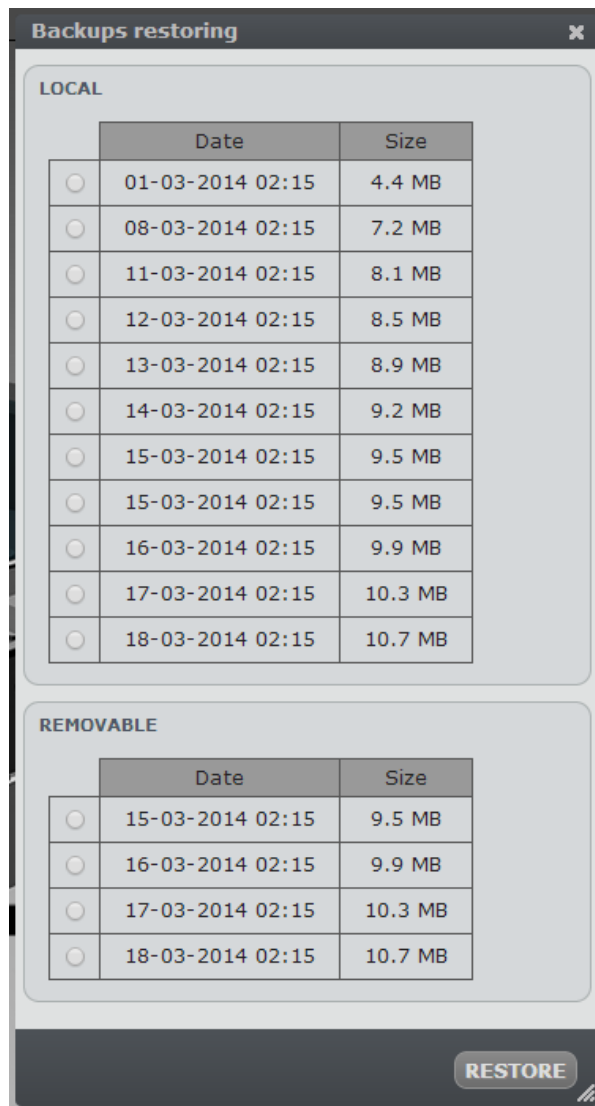 Backups restoring
LOCAL
Date Size
01-03-2014 02:15 4.4 MB
08-03-2014 02:15 7.2 MB
11-03-2014 02:15 8.1 MB
12-03-2014 02:15 8.5 MB
13-03-2014 02:15 8.9 MB
14-03-2014 02:15 9.2 MB
15-03-2014 02:15 9.5 MB
15-03-2014 02:15 9.5 MB
16-03-2014 02:15 9.9 MB
17-03-2014 02:15 10.3 MB
18-03-2014 02:15 10.7 MB
REMOVABLE
Date Size
15-03-2014 02:15 9.5 MB
16-03-2014 02:15 9.9 MB
17-03-2014 02:15 10.3 MB
18-03-2014 02:15 10.7 MB
RESTORE